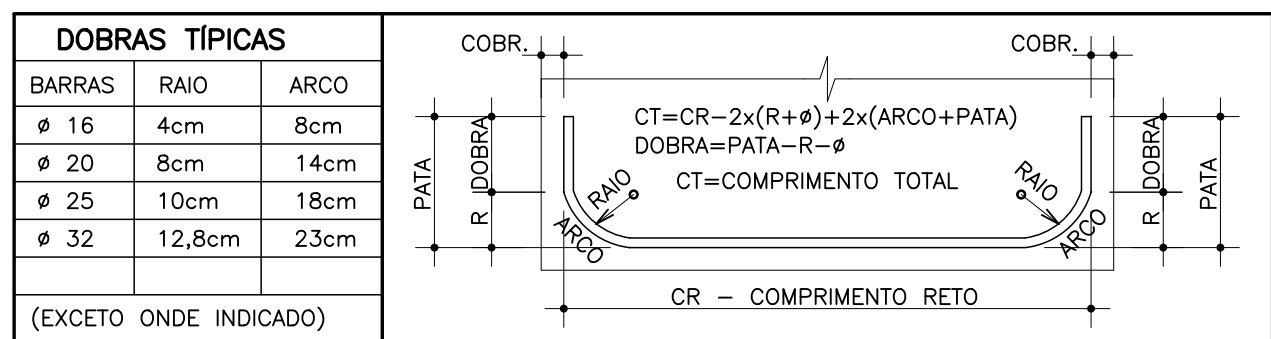 DOBRAS TÍPICAS
BARRAS RAIO ARCO
ø 16 4cm 8cm
ø 20 8cm 14cm
ø 25 10cm 18cm
ø 32 12,8cm 23cm
(EXCETO ONDE INDICADO)
COBR. COBR.
CT=CR-2x(R+ø)+2x(ARCO+PATA)
DOBRA=PATA-R-ø
CT=COMPRIMENTO TOTAL
PATA
DOBRA
R
RAIO
ARCO
RAIO
ARCO
DOBRA
R
PATA
CR - COMPRIMENTO RETO